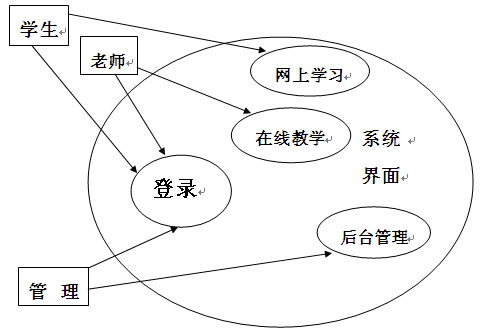 学生
老师
网上学习
在线教学
系统
界面
登录
后台管理
管 理